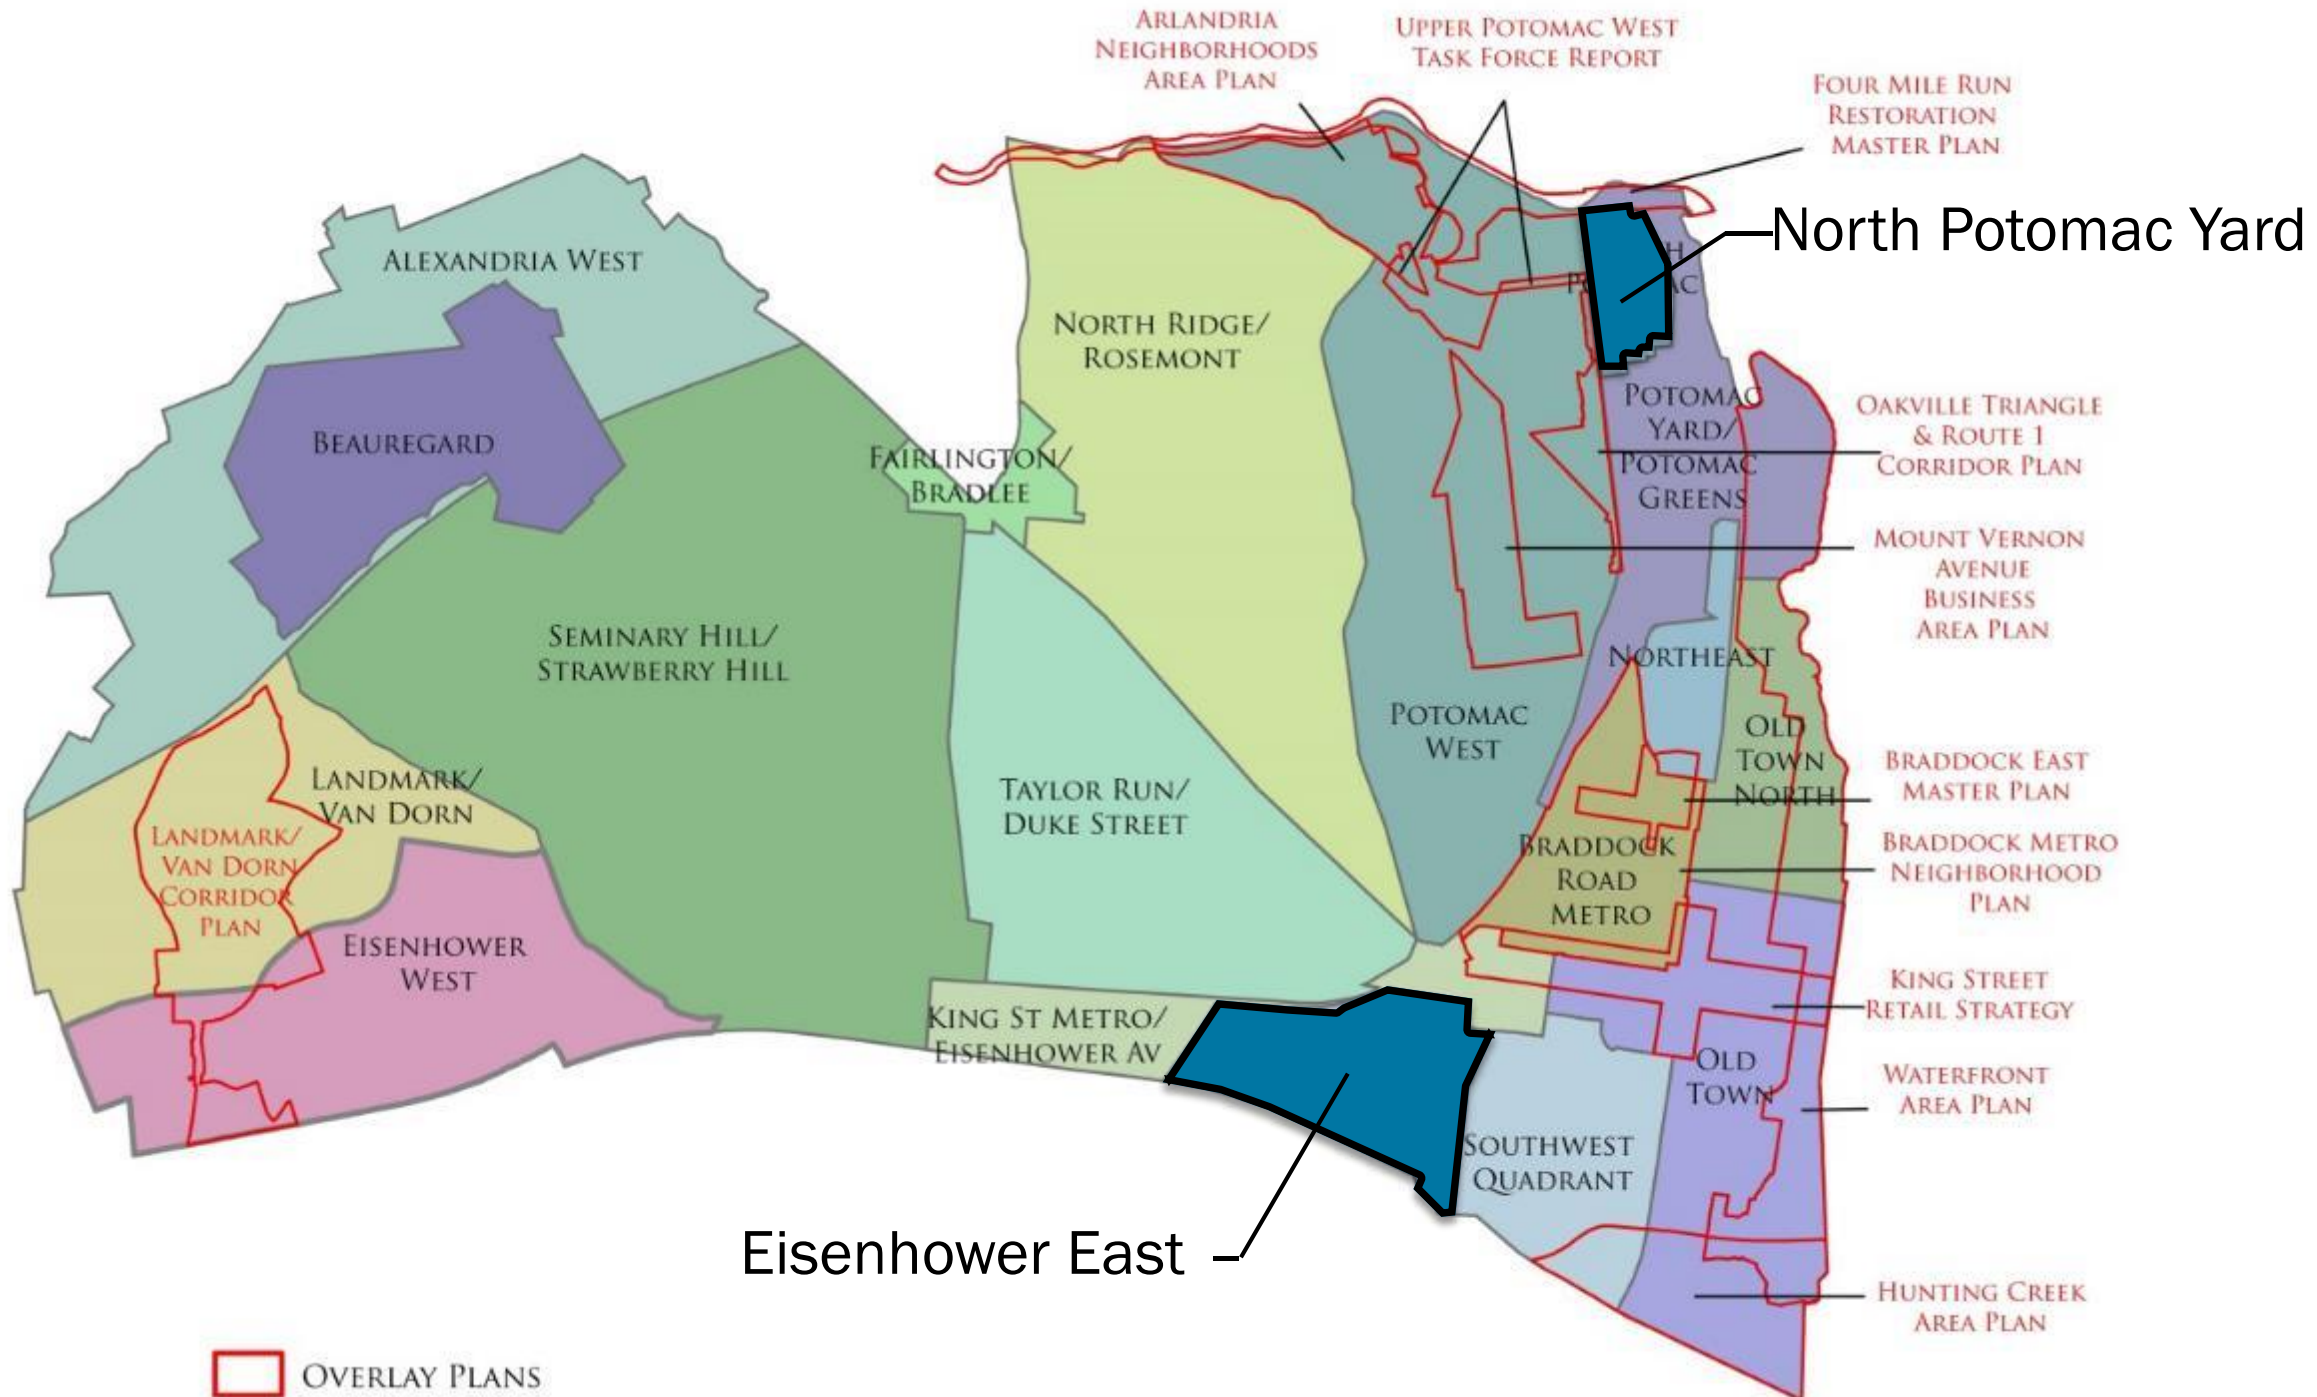 ARLANDRIA
NEIGHBORHOODS
AREA PLAN
UPPER POTOMAC WEST
TASK FORCE REPORT
FOUR MILE RUN
RESTORATION
MASTER PLAN
North Potomac Yard
ALEXANDRIA WEST
NORTH RIDGE/
ROSEMONT
BEAUREGARD
FAIRLINGTON/
BRADLEE
POTOMAC
YARD/
POTOMAC
GREENS
OAKVILLE TRIANGLE
& ROUTE 1
CORRIDOR PLAN
MOUNT VERNON
AVENUE
BUSINESS
AREA PLAN
SEMINARY HILL/
STRAWBERRY HILL
NORTHEAST
POTOMAC
WEST
OLD
TOWN
NORTH
LANDMARK/
VAN DORN
TAYLOR RUN/
DUKE STREET
BRADDOCK EAST
MASTER PLAN
LANDMARK/
VAN DORN
CORRIDOR
PLAN
BRADDOCK
ROAD
METRO
BRADDOCK METRO
NEIGHBORHOOD
PLAN
EISENHOWER
WEST
KING ST METRO/
EISENHOWER AV
KING STREET
RETAIL STRATEGY
OLD
TOWN
WATERFRONT
AREA PLAN
SOUTHWEST
QUADRANT
Eisenhower East
HUNTING CREEK
AREA PLAN
OVERLAY PLANS